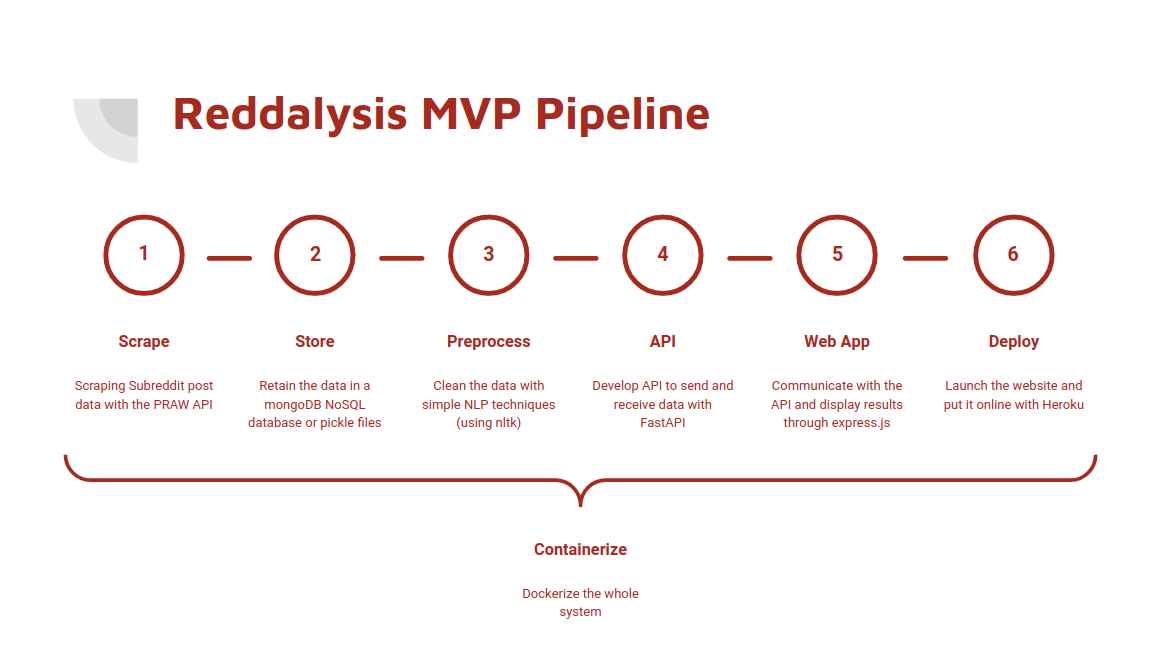 Reddalysis MVP Pipeline
1
2
3
4
5
6
Scrape
Store
Preprocess
API
Web App
Deploy
Scraping Subreddit post
data with the PRAW API
Retain the data in a
mongoDB NoSQL
database or pickle files
Clean the data with
simple NLP techniques
(using nltk)
Develop API to send and
receive data with
FastAPI
Communicate with the
API and display results
through express.js
Launch the website and
put it online with Heroku
Containerize
Dockerize the whole
system